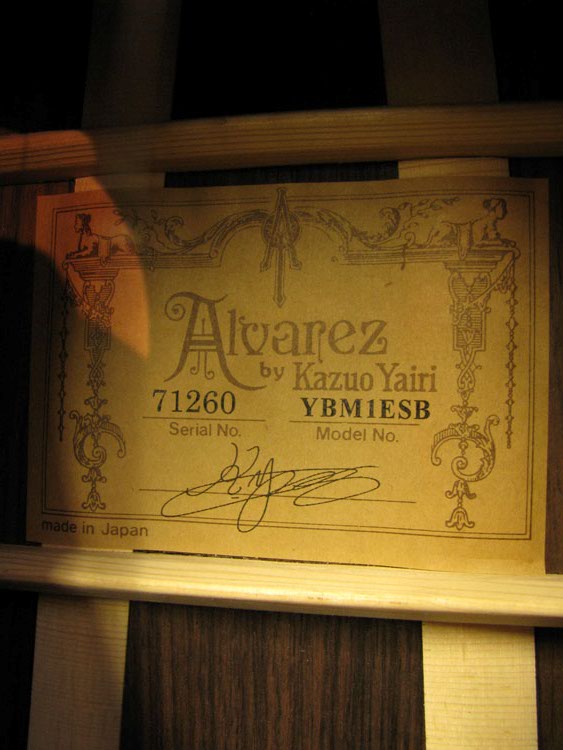 Alvarez
by Kazuo Yairi
71260 YBM1ESB
Serial No. Model No.
made in Japan